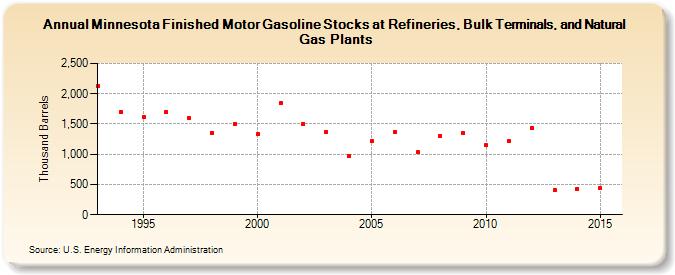 Annual Minnesota Finished Motor Gasoline Stocks at Refineries, Bulk Terminals, and Natural
Gas Plants
Thousand Barrels
2,500
2,000
1,500
1,000
500
0
1995
2000
2005
2010
2015
Source: U.S. Energy Information Administration